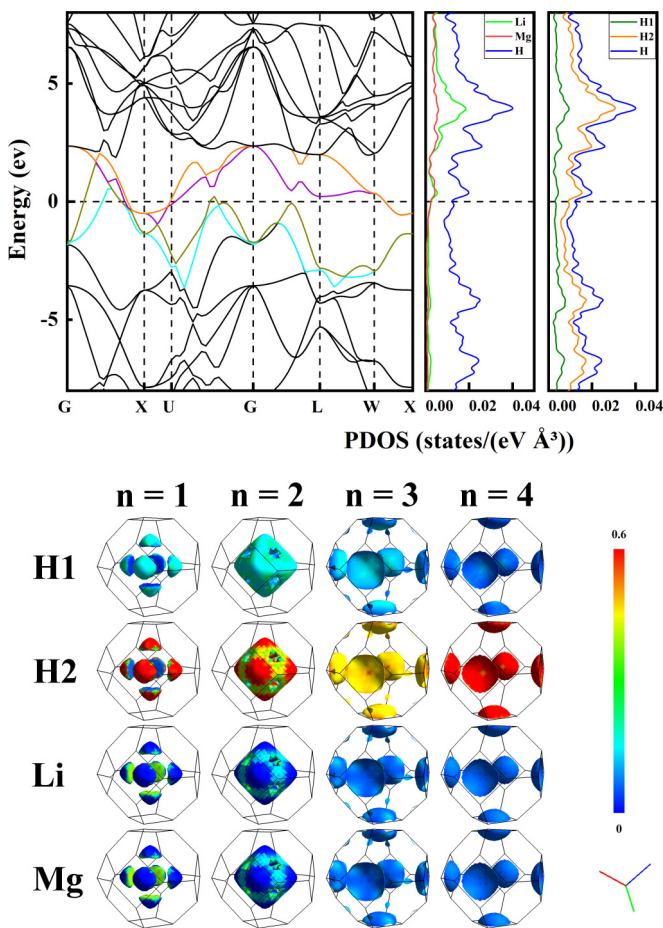 Li
Mg
H
H1
H2
H
5
0
-5
Energy (ev)
G X U G L W X
0.00 0.02 0.04
0.00 0.02 0.04
PDOS (states/(eV Å³))
n = 1 n = 2 n = 3 n = 4
H1
H2
Li
Mg
0.6
0